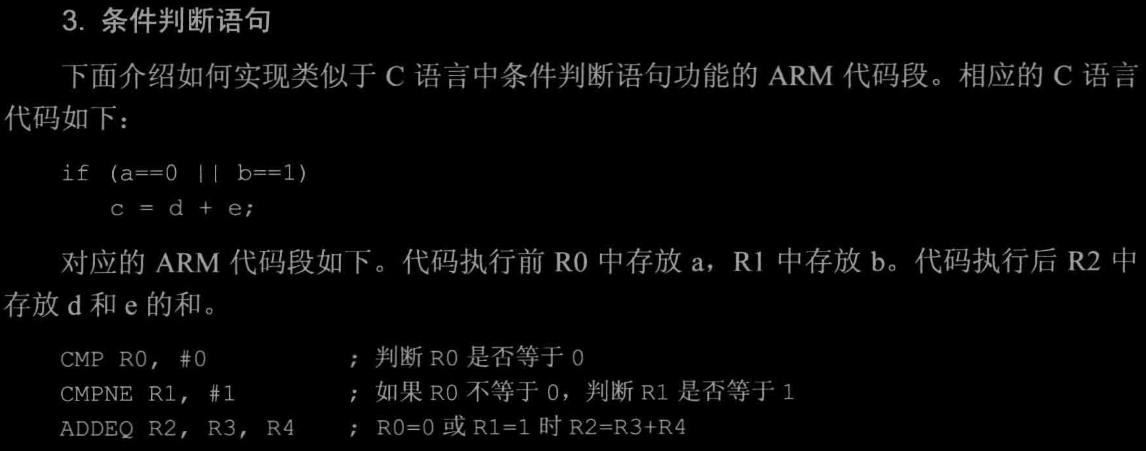 3. 条件判断语句
下面介绍如何实现类似于 C 语言中条件判断语句功能的 ARM 代码段。相应的 C 语言
代码如下：
if (a==0 || b==1)
c = d + e;
对应的 ARM 代码段如下。代码执行前 R0 中存放 a，R1 中存放 b。代码执行后 R2 中
存放 d 和 e 的和。
CMP R0, #0 ; 判断 R0 是否等于 0
CMPNE R1, #1 ; 如果 R0 不等于 0，判断 R1 是否等于 1
ADDEQ R2, R3, R4 ; R0=0 或 R1=1 时 R2=R3+R4